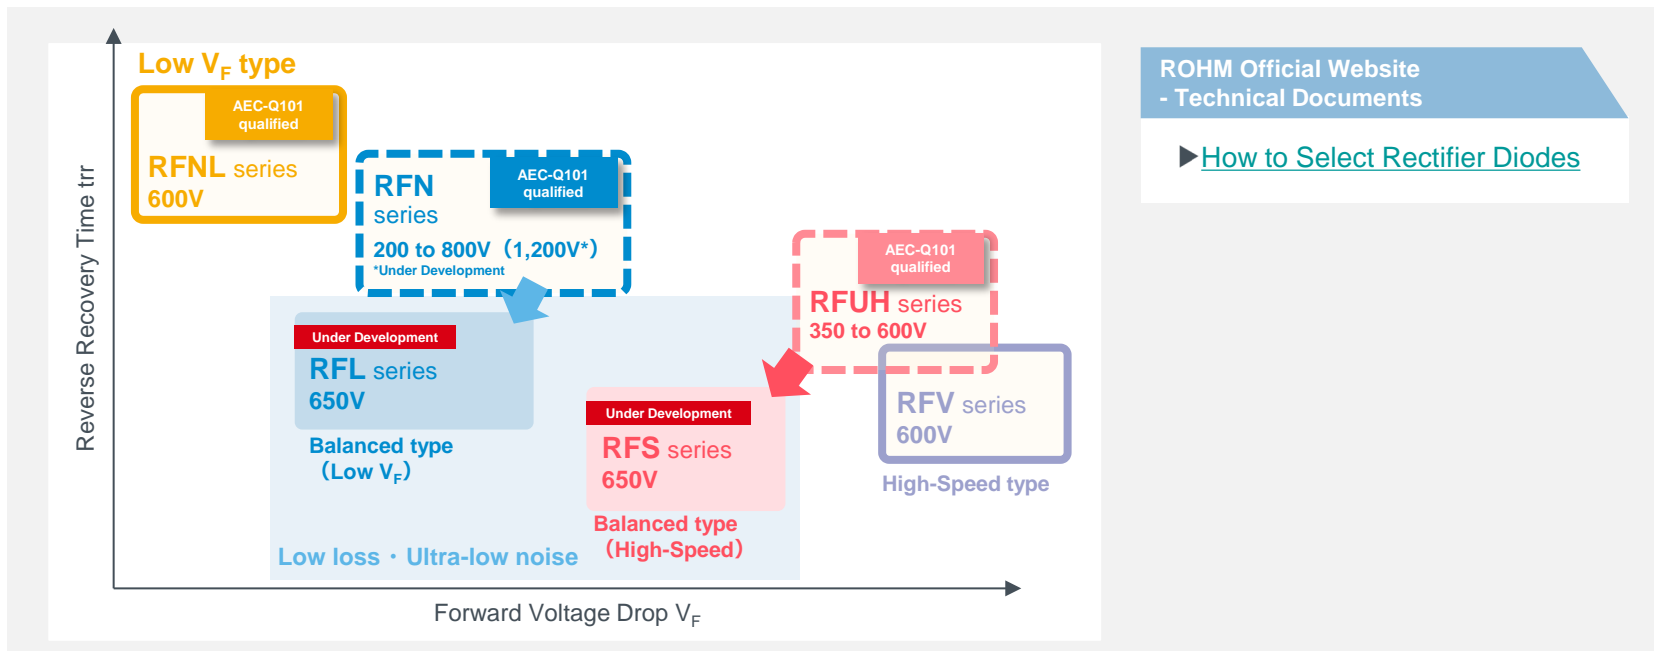 Low VF type
AEC-Q101
qualified
RFNL series
600V
RFN
series
AEC-Q101
qualified
200 to 800V（1,200V*）
*Under Development
AEC-Q101
qualified
RFUH series
350 to 600V
Under Development
RFL series
650V
Balanced type
（Low VF）
Under Development
RFS series
650V
Balanced type
（High-Speed）
RFV series
600V
High-Speed type
Low loss・Ultra-low noise
Reverse Recovery Time trr
Forward Voltage Drop VF
ROHM Official Website
- Technical Documents
▶How to Select Rectifier Diodes